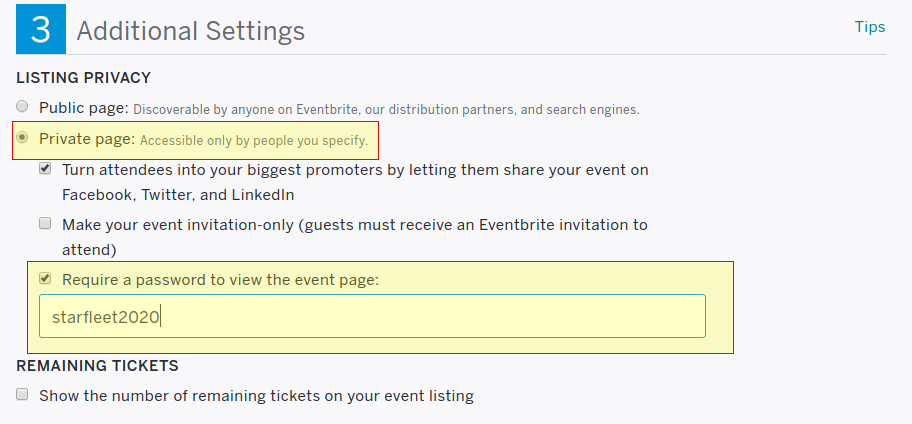 3 Additional Settings Tips
LISTING PRIVACY
Public page: Discoverable by anyone on Eventbrite, our distribution partners, and search engines.
Private page: Accessible only by people you specify.
Turn attendees into your biggest promoters by letting them share your event on
Facebook, Twitter, and LinkedIn
Make your event invitation-only (guests must receive an Eventbrite invitation to
attend)
Require a password to view the event page:
starfleet2020
REMAINING TICKETS
Show the number of remaining tickets on your event listing